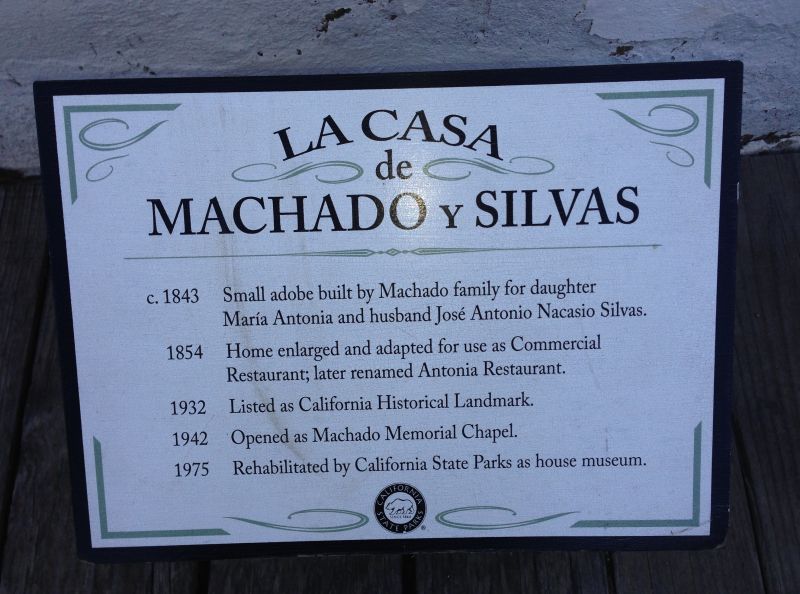 LA CASA
de
MACHADO Y SILVAS
c. 1843 Small adobe built by Machado family for daughter
María Antonia and husband José Antonio Nacasio Silvas.
1854 Home enlarged and adapted for use as Commercial
Restaurant; later renamed Antonia Restaurant.
1932 Listed as California Historical Landmark.
1942 Opened as Machado Memorial Chapel.
1975 Rehabilitated by California State Parks as house museum.
CALIFORNIA
STATE PARKS